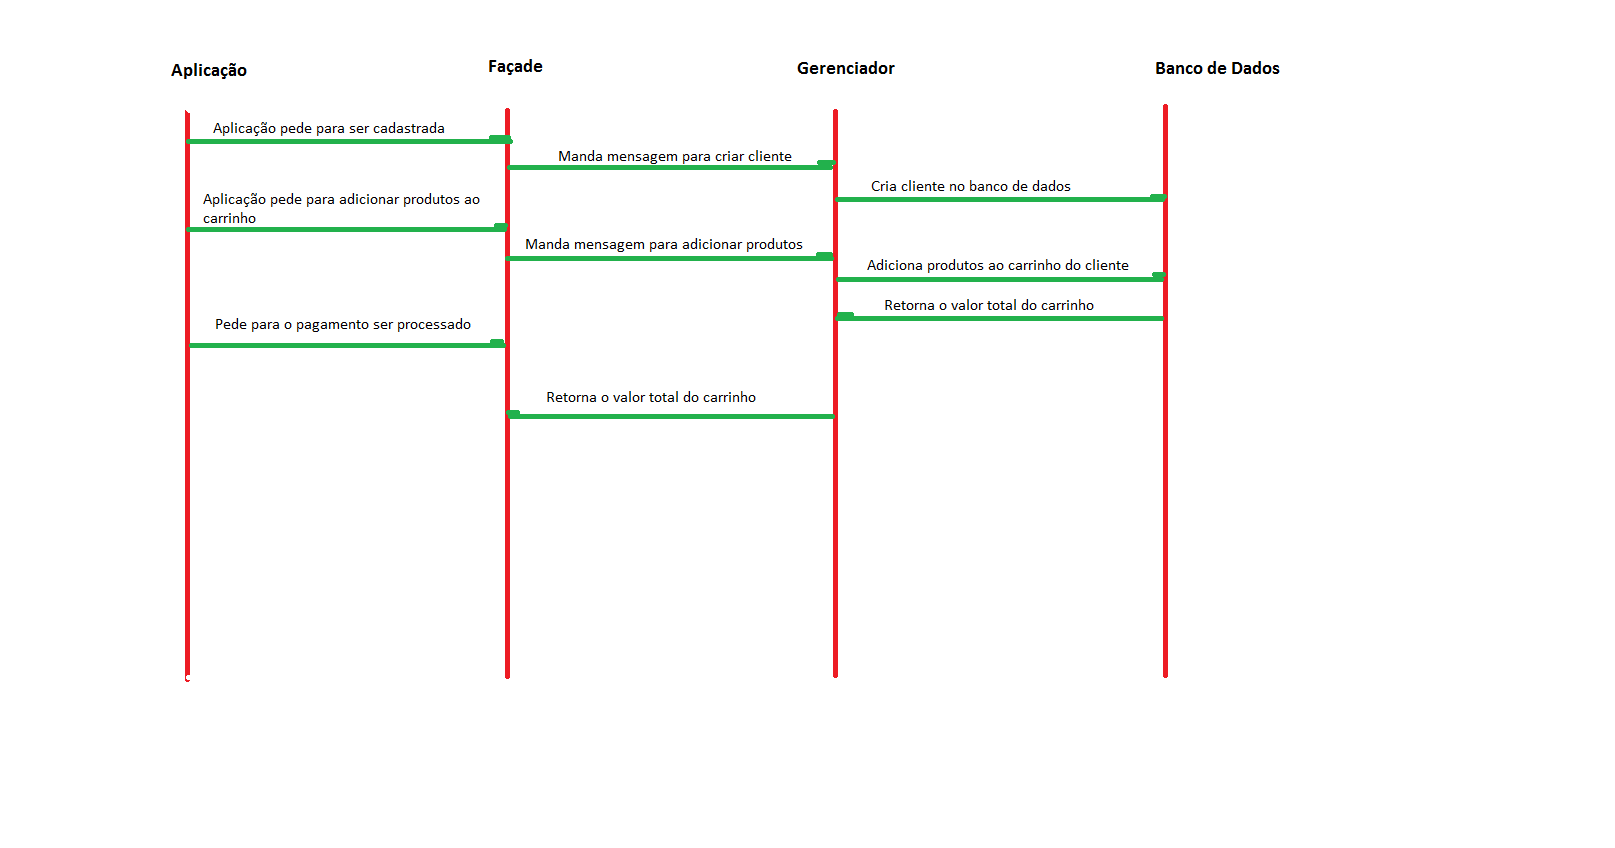 Aplicação
Façade
Gerenciador
Banco de Dados
Aplicação pede para ser cadastrada
Manda mensagem para criar cliente
Cria cliente no banco de dados
Aplicação pede para adicionar produtos ao
carrinho
Manda mensagem para adicionar produtos
Adiciona produtos ao carrinho do cliente
Retorna o valor total do carrinho
Pede para o pagamento ser processado
Retorna o valor total do carrinho